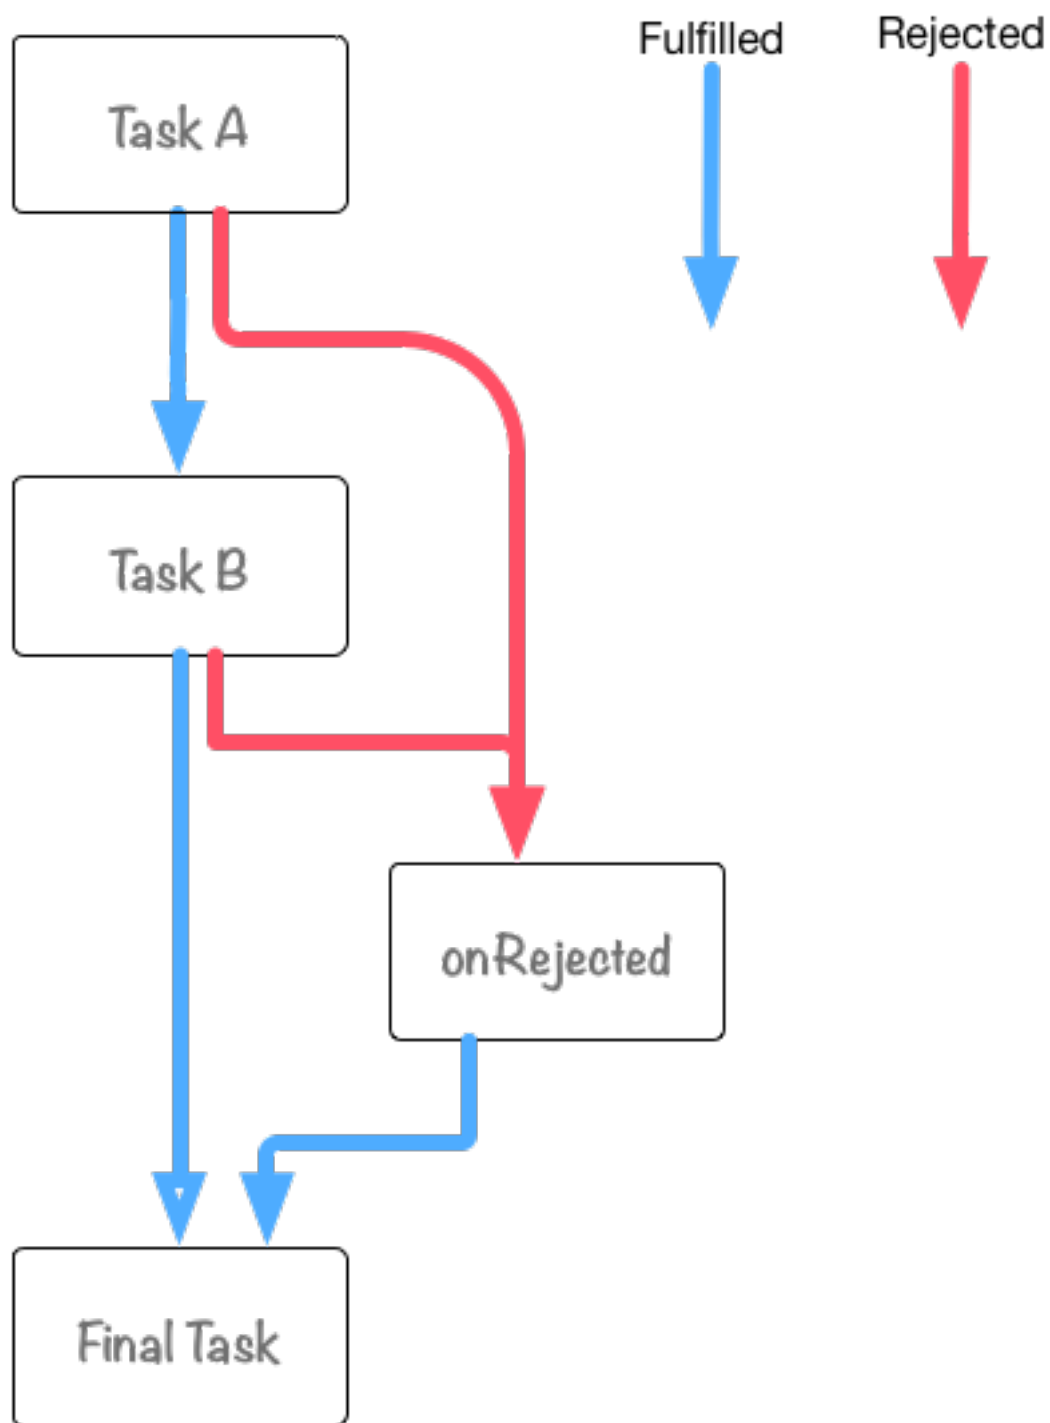 Fulfilled
Rejected
Task A
Task B
onRejected
Final Task